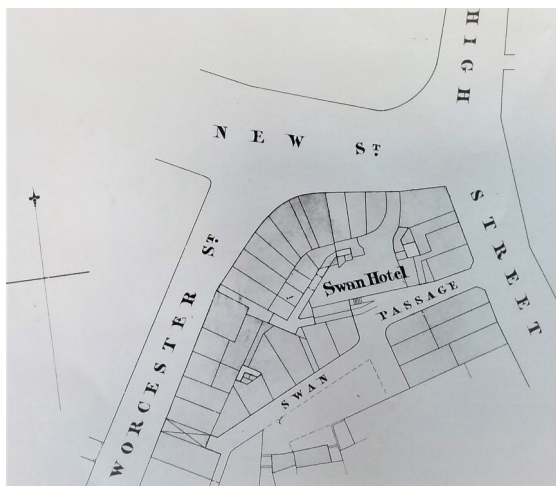 HIGH STREET
NEW ST.
WORCESTER ST.
Swan Hotel
SWAN PASSAGE